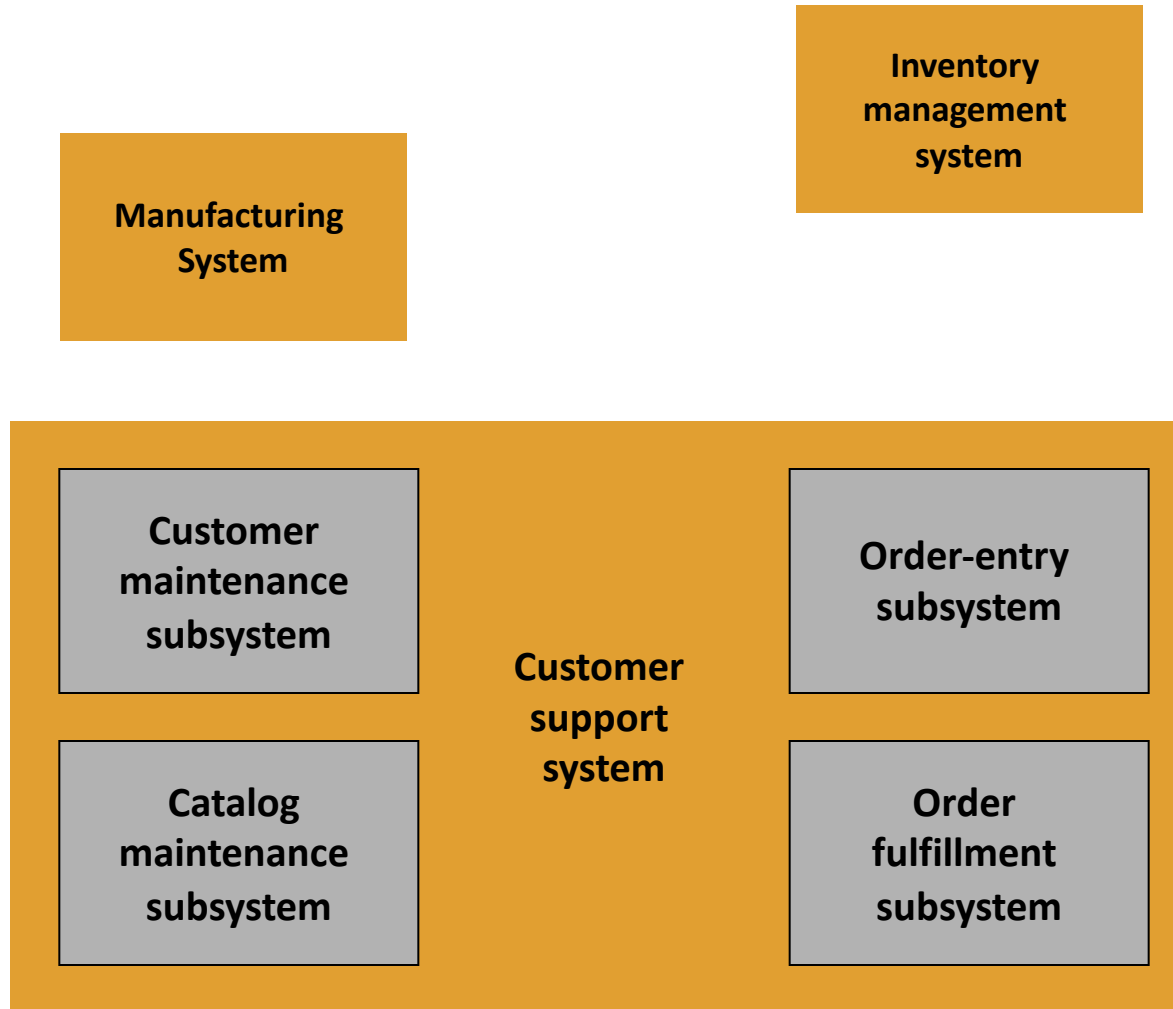 Inventory
management
system
Manufacturing
System
Customer
maintenance
subsystem
Order-entry
subsystem
Customer
support
system
Catalog
maintenance
subsystem
Order
fulfillment
subsystem